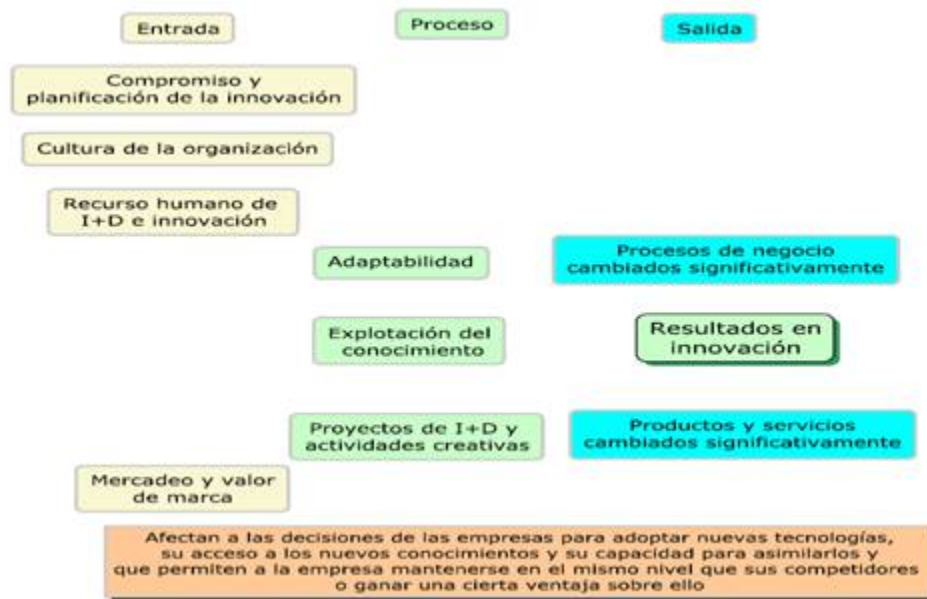 Entrada
Proceso
Salida
Compromiso y
planificación de la innovación
Cultura de la organización
Recurso humano de
I+D e innovación
Adaptabilidad
Procesos de negocio
cambiados significativamente
Explotación del
conocimiento
Resultados en
innovación
Proyectos de I+D y
actividades creativas
Productos y servicios
cambiados significativamente
Mercadeo y valor
de marca
Afectan a las decisiones de las empresas para adoptar nuevas tecnologías,
su acceso a los nuevos conocimientos y su capacidad para asimilarlos y
que permiten a la empresa mantenerse en el mismo nivel que sus competidores
o ganar una cierta ventaja sobre ello